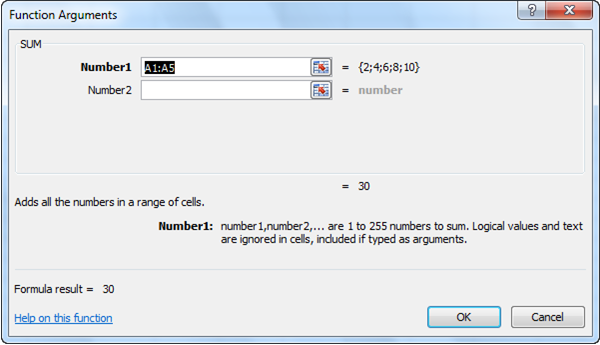 Function Arguments
SUM
Number1 A1:A5 = {2;4;6;8;10}
Number2 = number
= 30
Adds all the numbers in a range of cells.
Number1: number1,number2,... are 1 to 255 numbers to sum. Logical values and text
are ignored in cells, included if typed as arguments.
Formula result = 30
Help on this function
OK Cancel